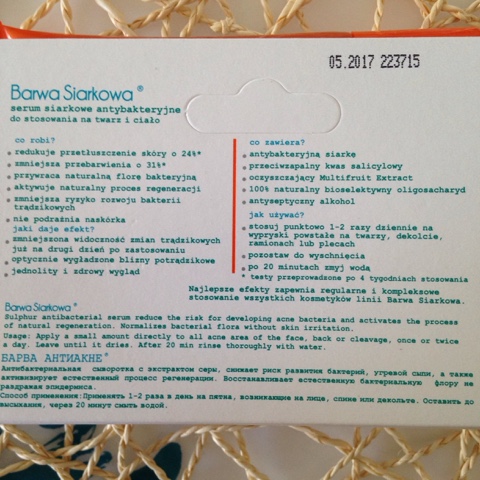 05.2017 223715
Barwa Siarkowa®
serum siarkowe antybakteryjne
do stosowania na twarz i ciało
co robi?
redukuje przetłuszczenie skóry o 24%*
zmniejsza przebarwienia o 31%*
przywraca naturalną florę bakteryjną
aktywuje naturalny proces regeneracji
zmniejsza ryzyko rozwoju bakterii
trądzikowych
nie podrażnia naskórka
jaki daje efekt?
zmniejszona widoczność zmian trądzikowych
już na drugi dzień po zastosowaniu
optycznie wygładzone blizny potrądzikowe
jednolity i zdrowy wygląd
co zawiera?
antybakteryjną siarkę
przeciwzapalny kwas salicylowy
oczyszczający Multifruit Extract
100% naturalny bioselektywny oligosacharyd
antyseptyczny alkohol
jak używać?
stosuj punktowo 1-2 razy dziennie na
wypryski powstałe na twarzy, dekolcie,
ramionach lub plecach
pozostaw do wyschnięcia
po 20 minutach zmyj wodą
* testy przeprowadzone po 4 tygodniach stosowania
Najlepsze efekty zapewnia regularne i kompleksowe
stosowanie wszystkich kosmetyków linii Barwa Siarkowa.
Barwa Siarkowa®
Sulphur antibacterial serum reduce the risk for developing acne bacteria and activates the process
of natural regeneration. Normalizes bacterial flora without skin irritation.
Usage: Apply a small amount directly to all acne area of the face, back or cleavage, once or twice
a day. Leave until it dries. After 20 min rinse thoroughly with water.
БАРВА АНТИАКНЕ®
Антибактериальная сыворотка с экстрактом серы, снижает риск развития бактерий, угревой сыпи, а также
активизирует естественный процесс регенерации. Восстанавливает естественную бактериальную флору не
раздражая эпидермиса.
Способ применения:Применять 1-2 раза в день на пятна, возникающие на лице, спине или декольте. Оставить до
высыхания, через 20 минут смыть водой.